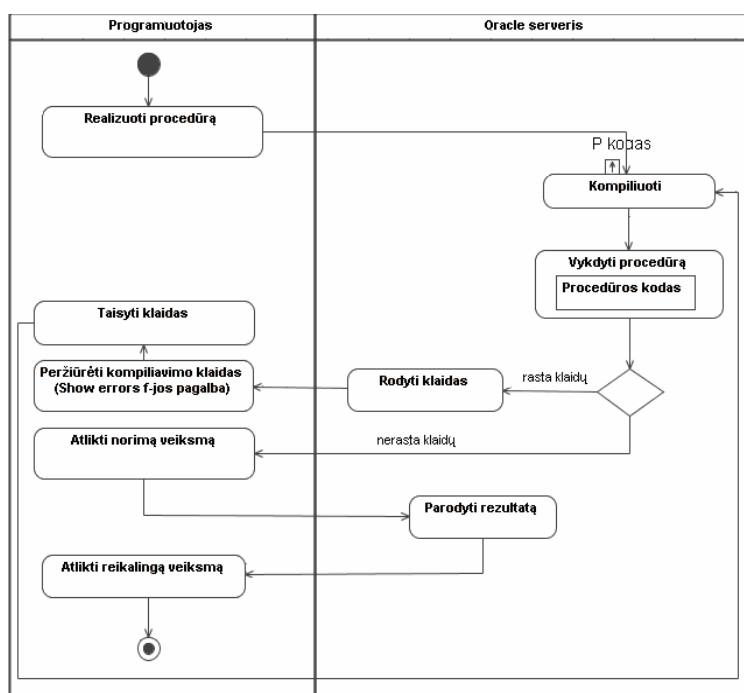 Programuotojas
Oracle serveris
Realizuoti procedūrą
P kodas
Kompiliuoti
Vykdyti procedūrą
Procedūros kodas
Taisyti klaidas
Peržiūrėti kompiliavimo klaidas
(Show errors f-jos pagalba)
Rodyti klaidas
rasta klaidų
Atlikti norimą veiksmą
nerasta klaidų
Parodyti rezultatą
Atlikti reikalingą veiksmą